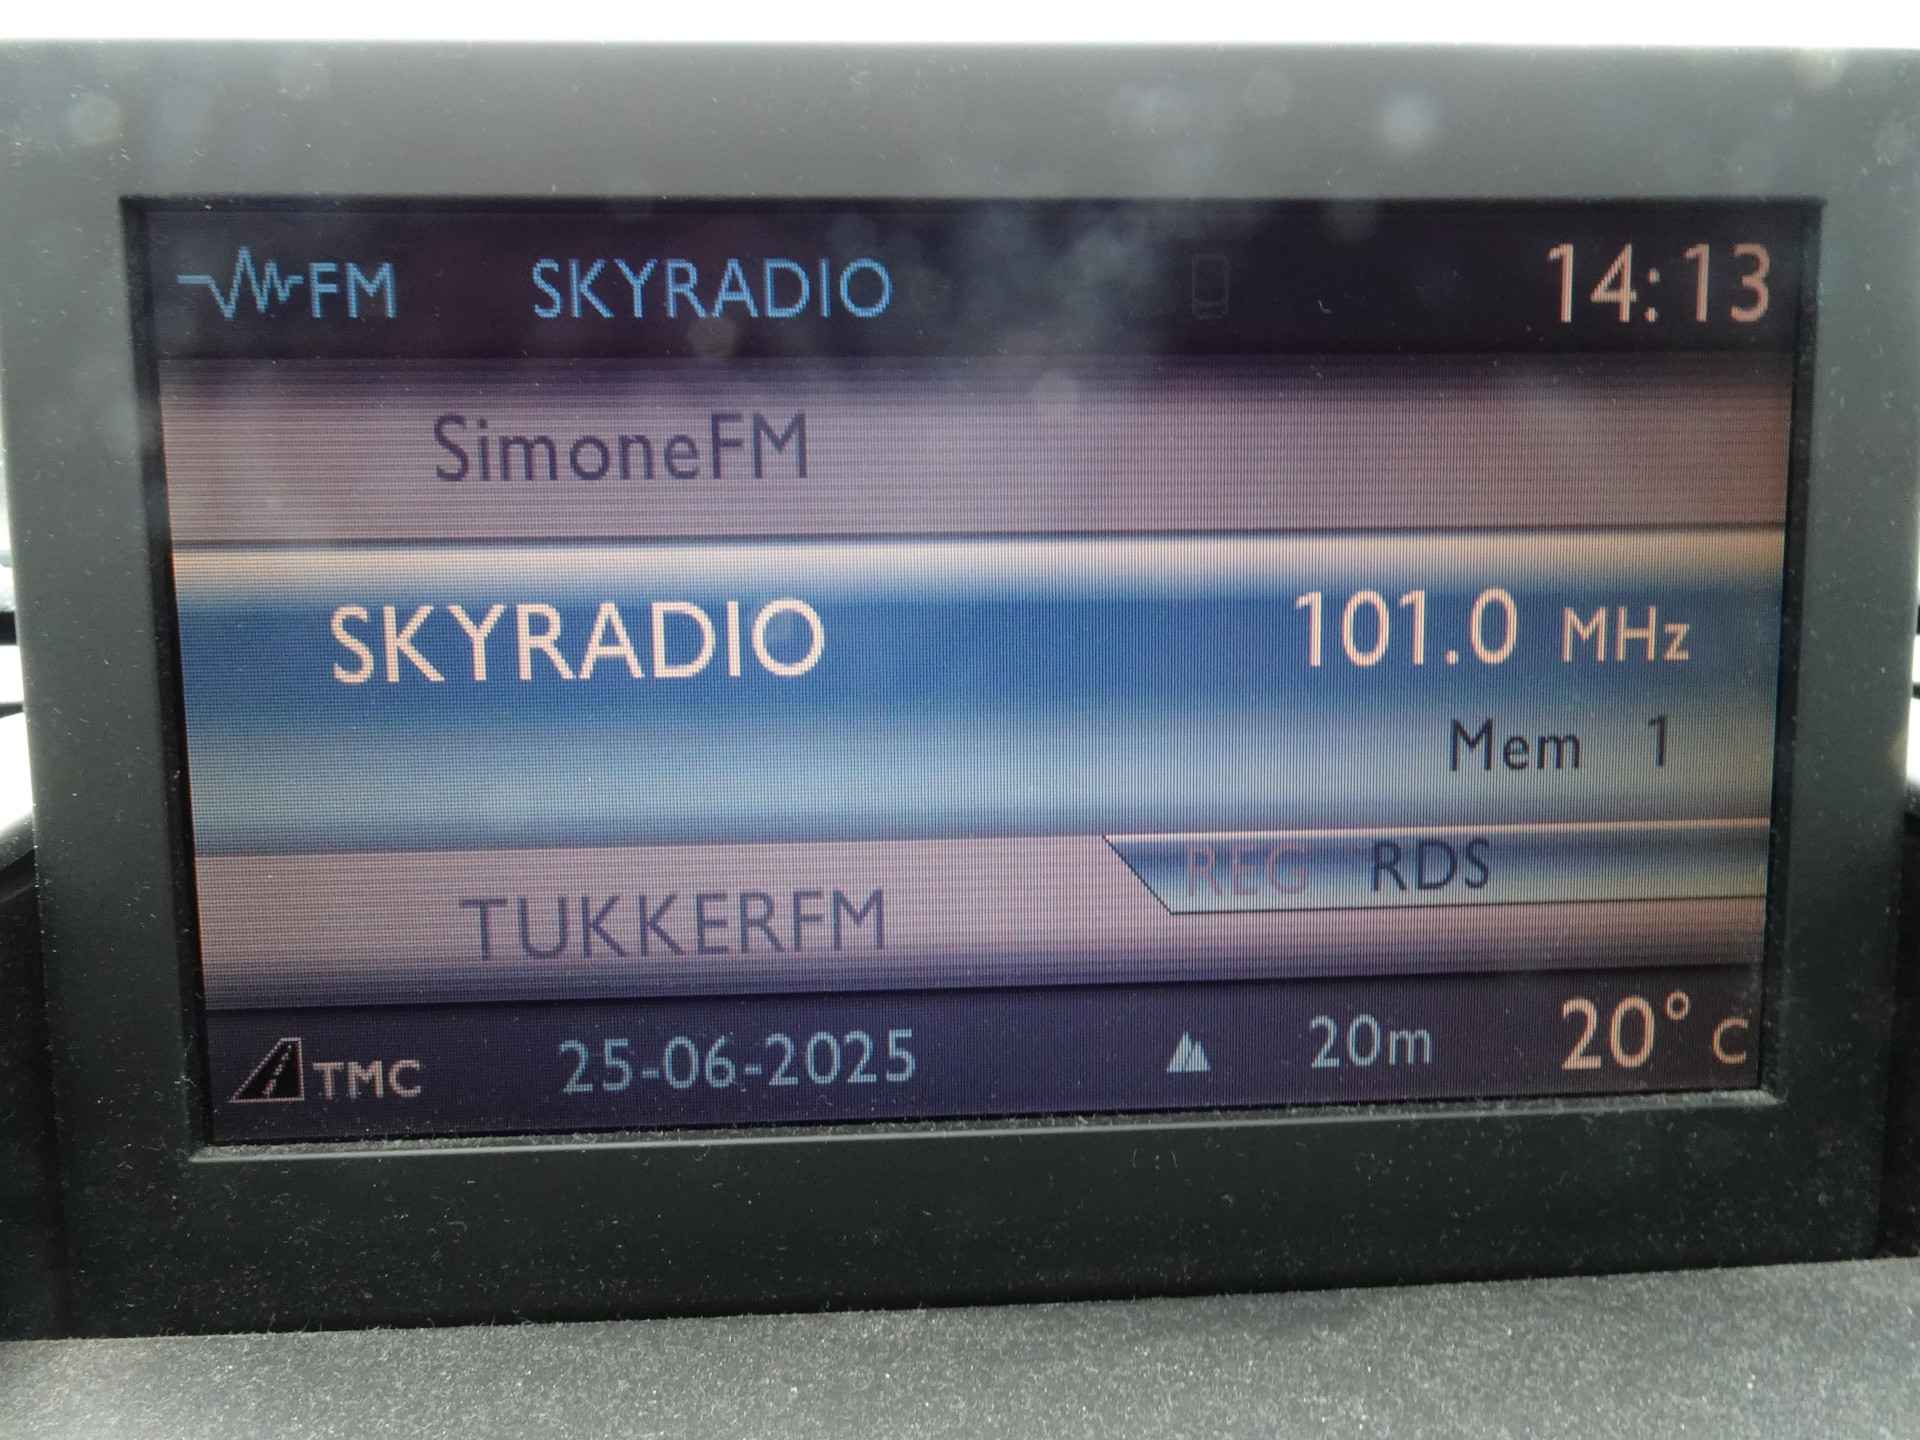 FM SKYRADIO 14:13
SimoneFM
SKYRADIO 101.0 MHz
Mem 1
REG RDS
TUKKERFM
TMC 25-06-2025 20m 20° C